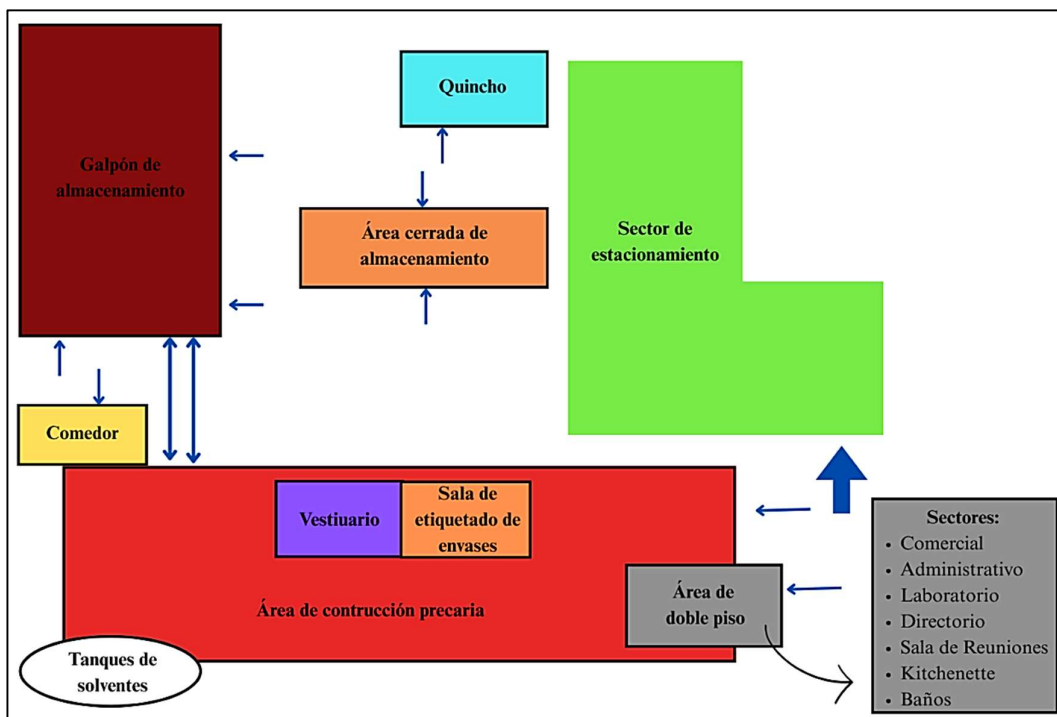 Quincho
Galpón de
almacenamiento
Área cerrada de
almacenamiento
Sector de
estacionamiento
Comedor
Vestiuario
Sala de
etiquetado de
envases
Área de contrucción precaria
Área de
doble piso
Tanques de
solventes
Sectores:
• Comercial
• Administrativo
• Laboratorio
• Directorio
• Sala de Reuniones
• Kitchenette
• Baños